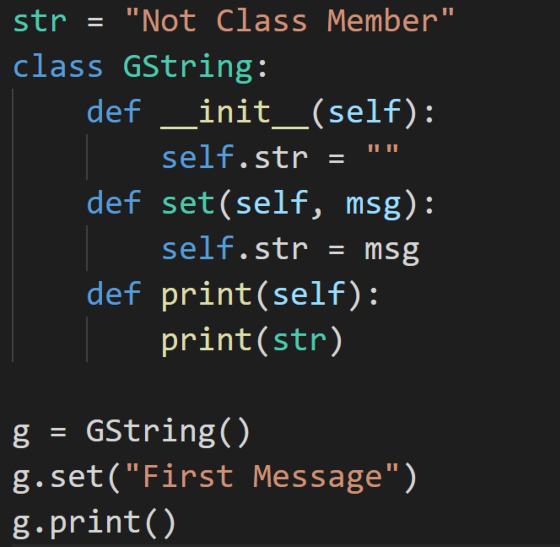 str = "Not Class Member"
class GString:
    def __init__(self):
        self.str = ""
    def set(self, msg):
        self.str = msg
    def print(self):
        print(str)

g = GString()
g.set("First Message")
g.print()